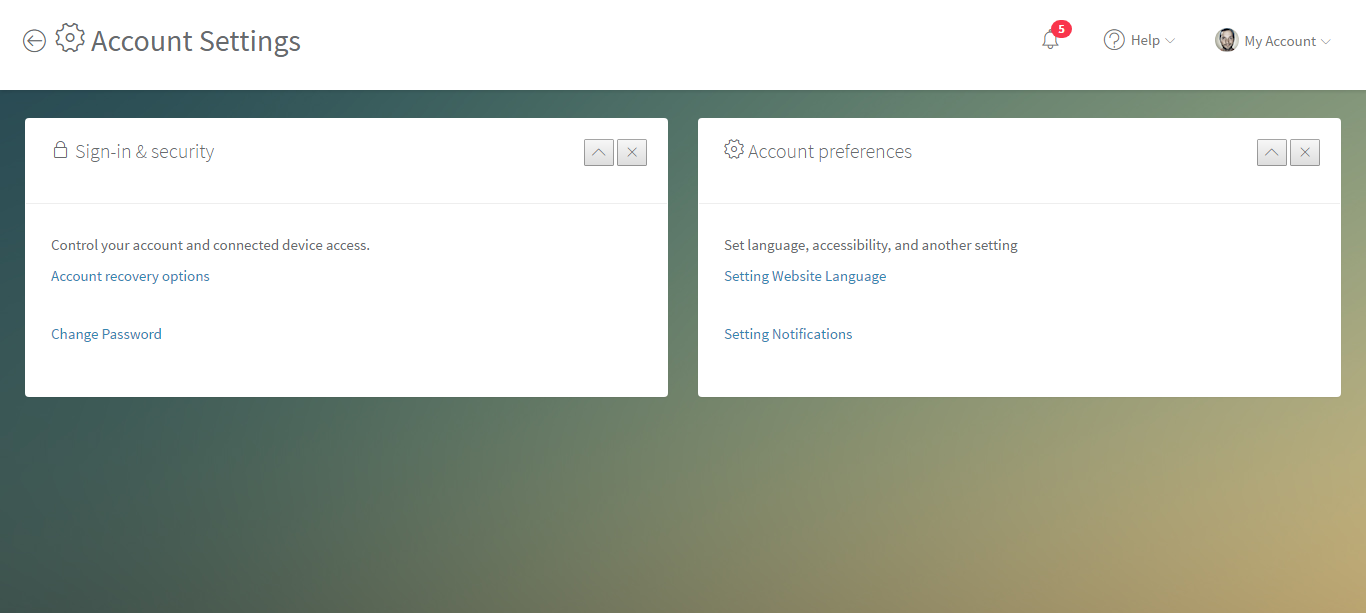 Account Settings
5
Help
My Account
Sign-in & security
Control your account and connected device access.
Account recovery options
Change Password
Account preferences
Set language, accessibility, and another setting
Setting Website Language
Setting Notifications